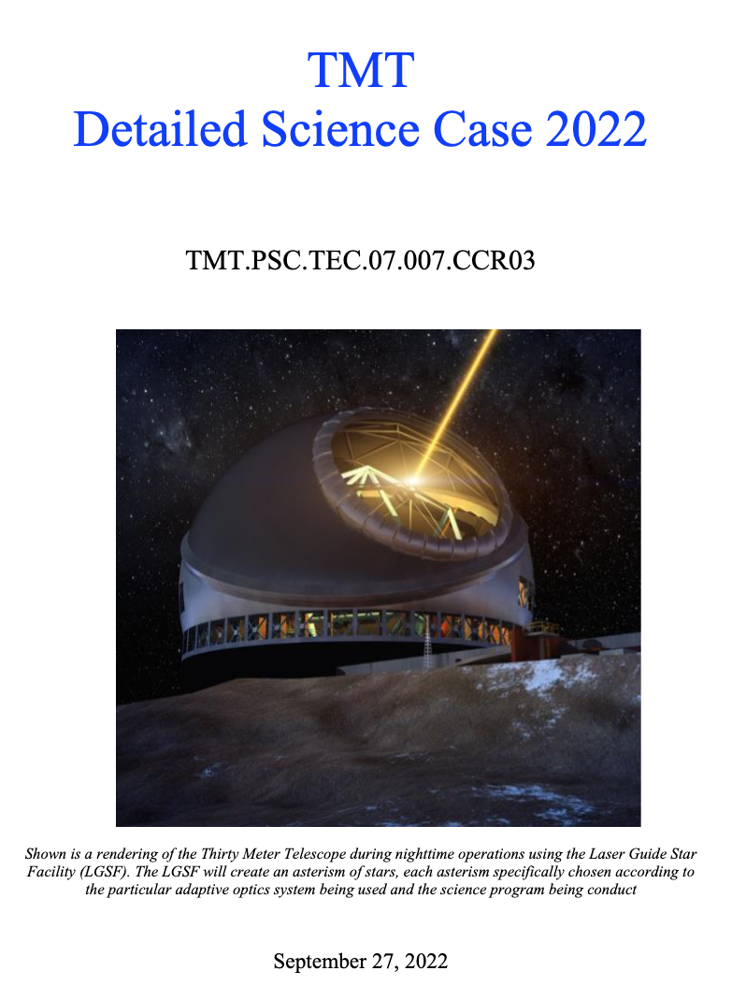 TMT
Detailed Science Case 2022
TMT.PSC.TEC.07.007.CCR03
Shown is a rendering of the Thirty Meter Telescope during nighttime operations using the Laser Guide Star
Facility (LGSF). The LGSF will create an asterism of stars, each asterism specifically chosen according to
the particular adaptive optics system being used and the science program being conduct
September 27, 2022